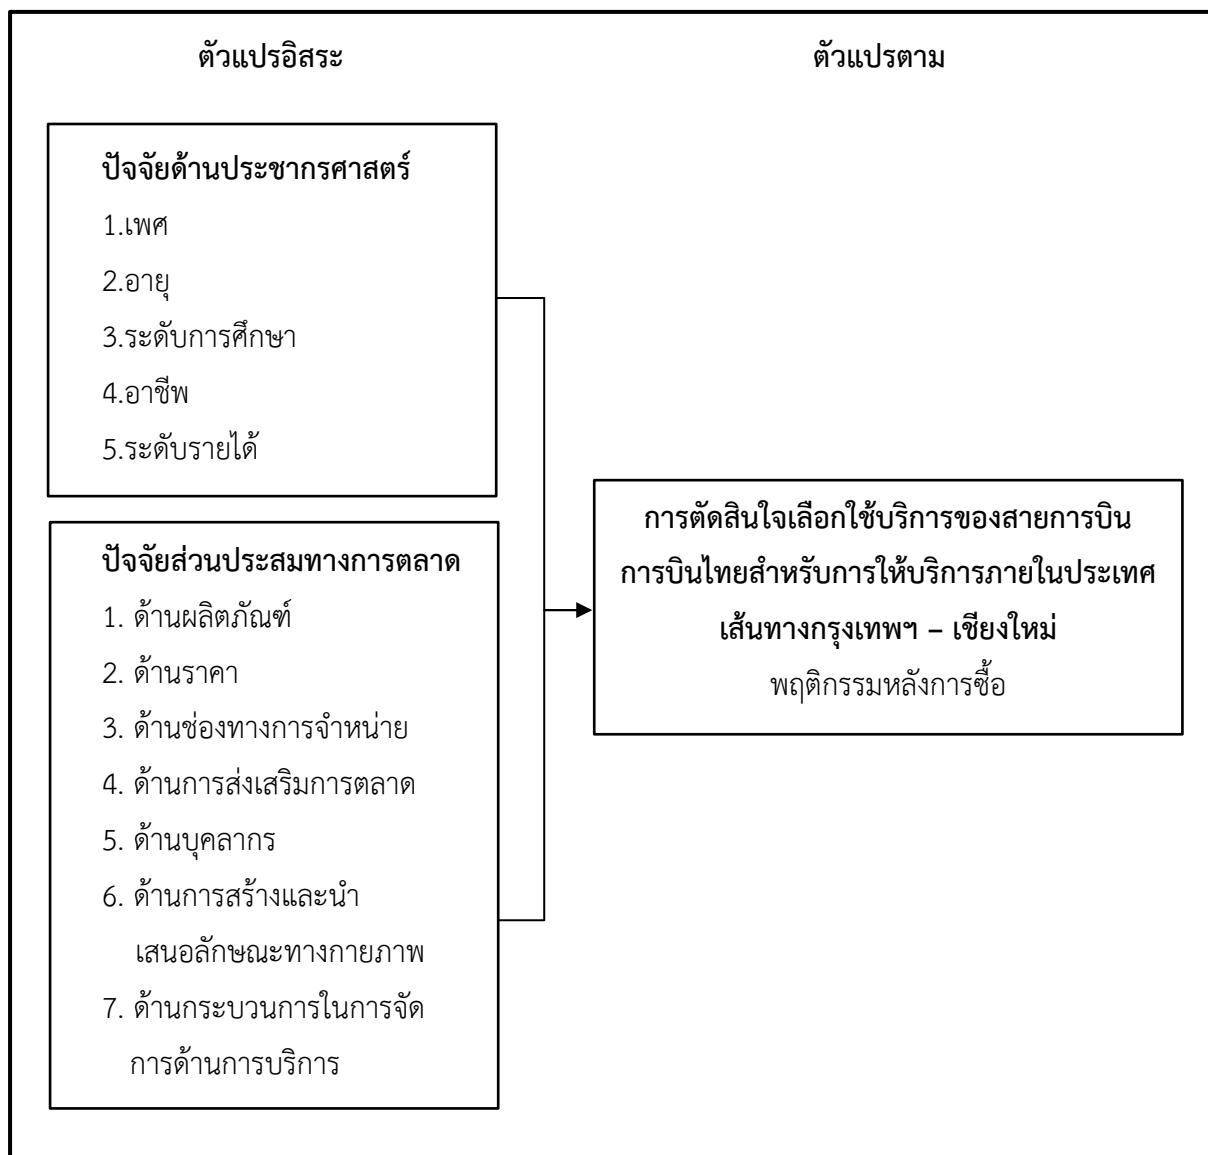 ตัวแปรอิสระ
ตัวแปรตาม
ปัจจัยด้านประชากรศาสตร์
1.เพศ
2.อายุ
3.ระดับการศึกษา
4.อาชีพ
5.ระดับรายได้
ปัจจัยส่วนประสมทางการตลาด
1. ด้านผลิตภัณฑ์
2. ด้านราคา
3. ด้านช่องทางการจำหน่าย
4. ด้านการส่งเสริมการตลาด
5. ด้านบุคลากร
6. ด้านการสร้างและนำ
เสนอลักษณะทางกายภาพ
7. ด้านกระบวนการในการจัด
การด้านการบริการ
การตัดสินใจเลือกใช้บริการของสายการบิน
การบินไทยสำหรับการให้บริการภายในประเทศ
เส้นทางกรุงเทพฯ – เชียงใหม่
พฤติกรรมหลังการซื้อ